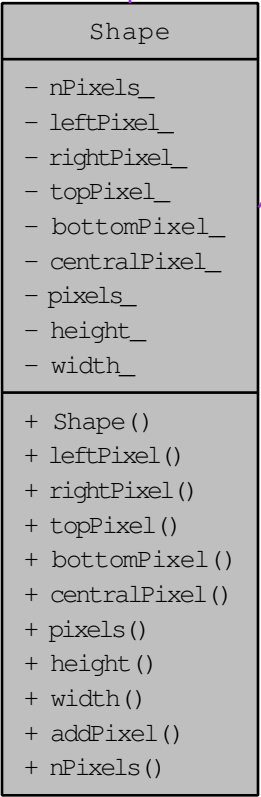 Shape
- nPixels_
- leftPixel_
- rightPixel_
- topPixel_
- bottomPixel_
- centralPixel_
- pixels_
- height_
- width_
+ Shape()
+ leftPixel()
+ rightPixel()
+ topPixel()
+ bottomPixel()
+ centralPixel()
+ pixels()
+ height()
+ width()
+ addPixel()
+ nPixels()